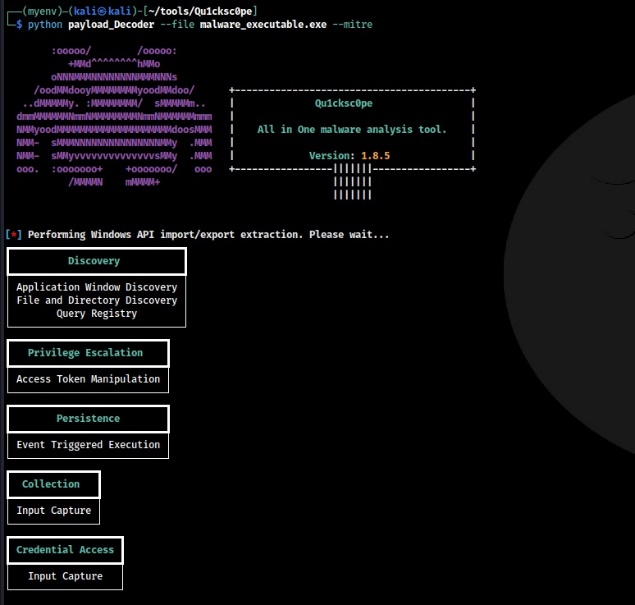 (myenv)-(kali㉿kali)-[~/tools/Qu1cksc0pe]
$ python payload_Decoder --file malware_executable.exe --mitre
Qu1cksc0pe
All in One malware analysis tool.
Version: 1.8.5
[*] Performing Windows API import/export extraction. Please wait...
Discovery
Application Window Discovery
File and Directory Discovery
Query Registry
Privilege Escalation
Access Token Manipulation
Persistence
Event Triggered Execution
Collection
Input Capture
Credential Access
Input Capture